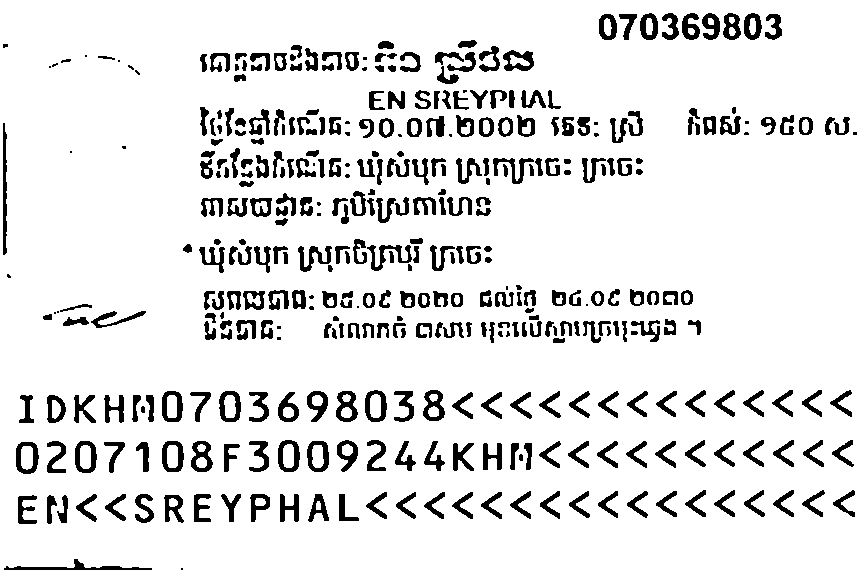 070369803
គោត្តនាមនិងនាម: អិន ស្រីផល
EN SREYPHAL
ថ្ងៃខែឆ្នាំកំណើត: ១០.០៧.២០០២ ភេទ: ស្រី កំពស់: ១៥០ ស.
ទីកន្លែងកំណើត: ឃុំសំបុក ស្រុកក្រចេះ ក្រចេះ
អាសយដ្ឋាន: ភូមិស្រែតាហែន
ឃុំសំបុក ស្រុកចិត្របុរី ក្រចេះ
សុពលភាព: ២៥.០៩ ២០២០ ដល់ថ្ងៃ ២៤.០៩ ២០៣០
ភិនភាគ: សំលាកចំ ៣សម មុខលើស្លាបច្រមុះឆ្វេង ។
IDKHM0703698038<<<<<<<<<<<<<<
0207108F3009244KHM<<<<<<<<<<<
EN<<SREYPHAL<<<<<<<<<<<<<<<<<